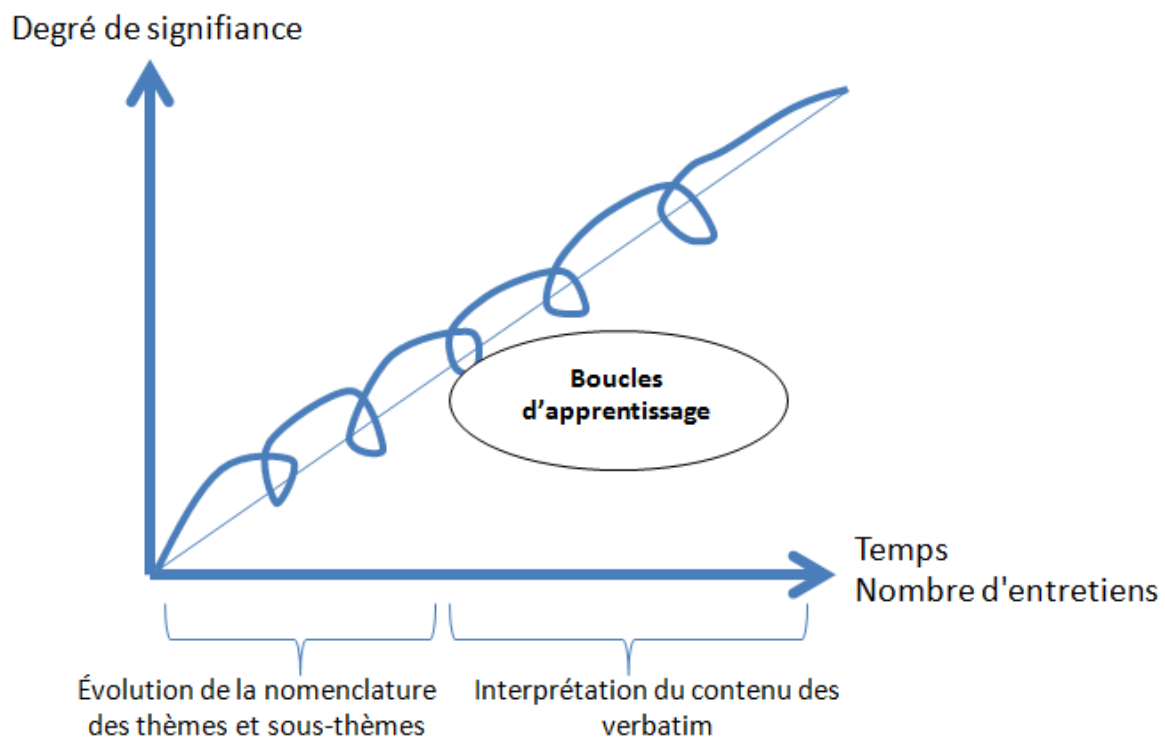 Degré de signifiance
Boucles
d’apprentissage
Temps
Nombre d'entretiens
Évolution de la nomenclature
des thèmes et sous-thèmes
Interprétation du contenu des
verbatim